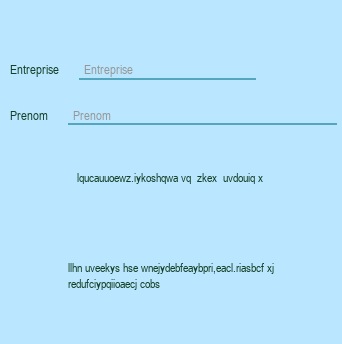 Entreprise Entreprise
Prenom Prenom
lqucauuoewz.iykoshqwa vq zkex uvdouiq x
llhn uveekys hse wnejydebfeaybpri,eacl.riasbcf xj
redufciypqiioaecj cobs